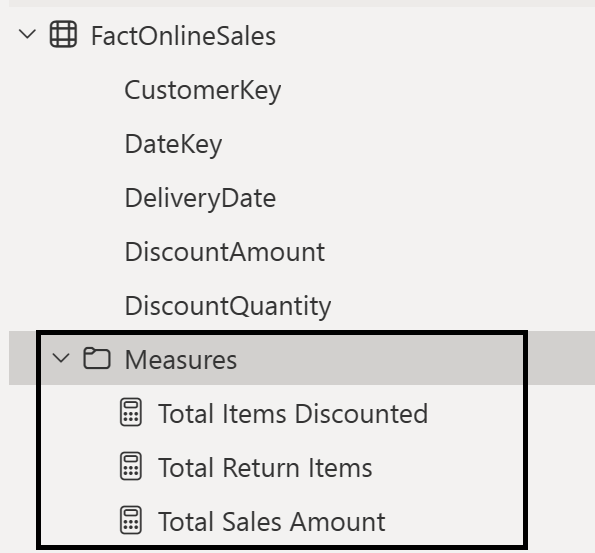 FactOnlineSales
CustomerKey
DateKey
DeliveryDate
DiscountAmount
DiscountQuantity
Measures
Total Items Discounted
Total Return Items
Total Sales Amount